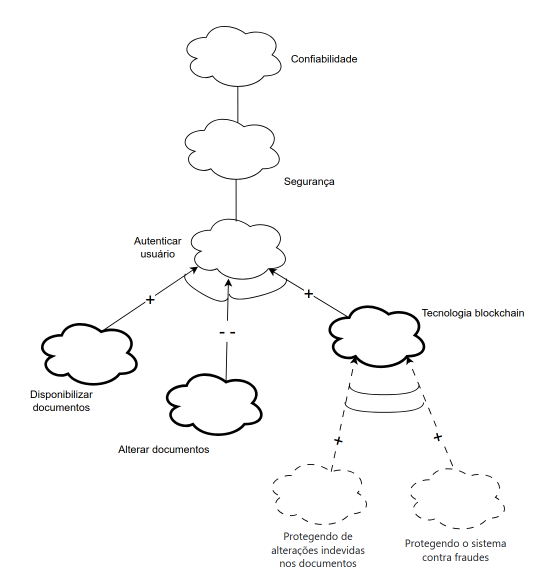 Confiabilidade
Segurança
Autenticar
usuário
+
- -
+
Tecnologia blockchain
Disponibilizar
documentos
Alterar documentos
+
+
Protegendo de
alterações indevidas
nos documentos
Protegendo o sistema
contra fraudes